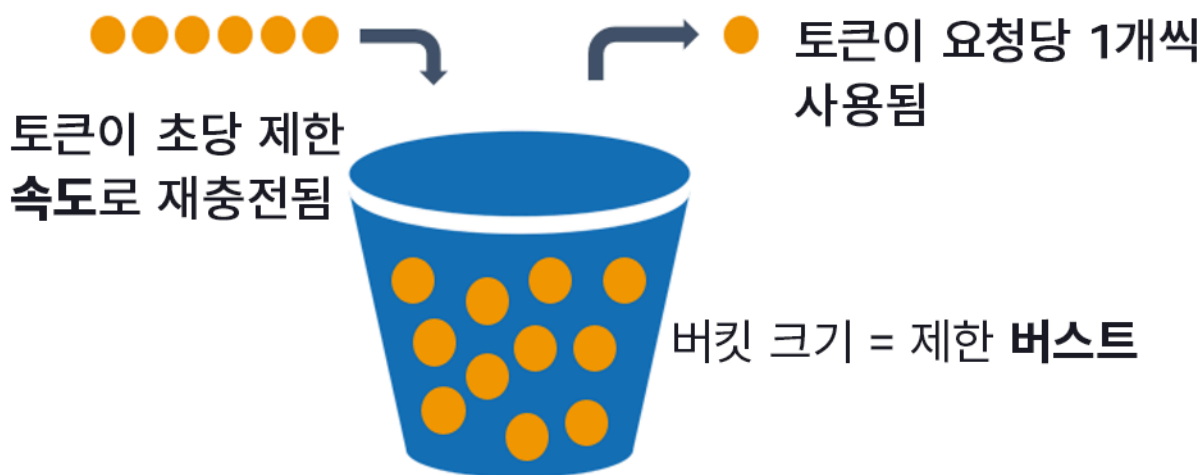 토큰이 요청당 1개씩
사용됨
토큰이 초당 제한
속도로 재충전됨
버킷 크기 = 제한 버스트